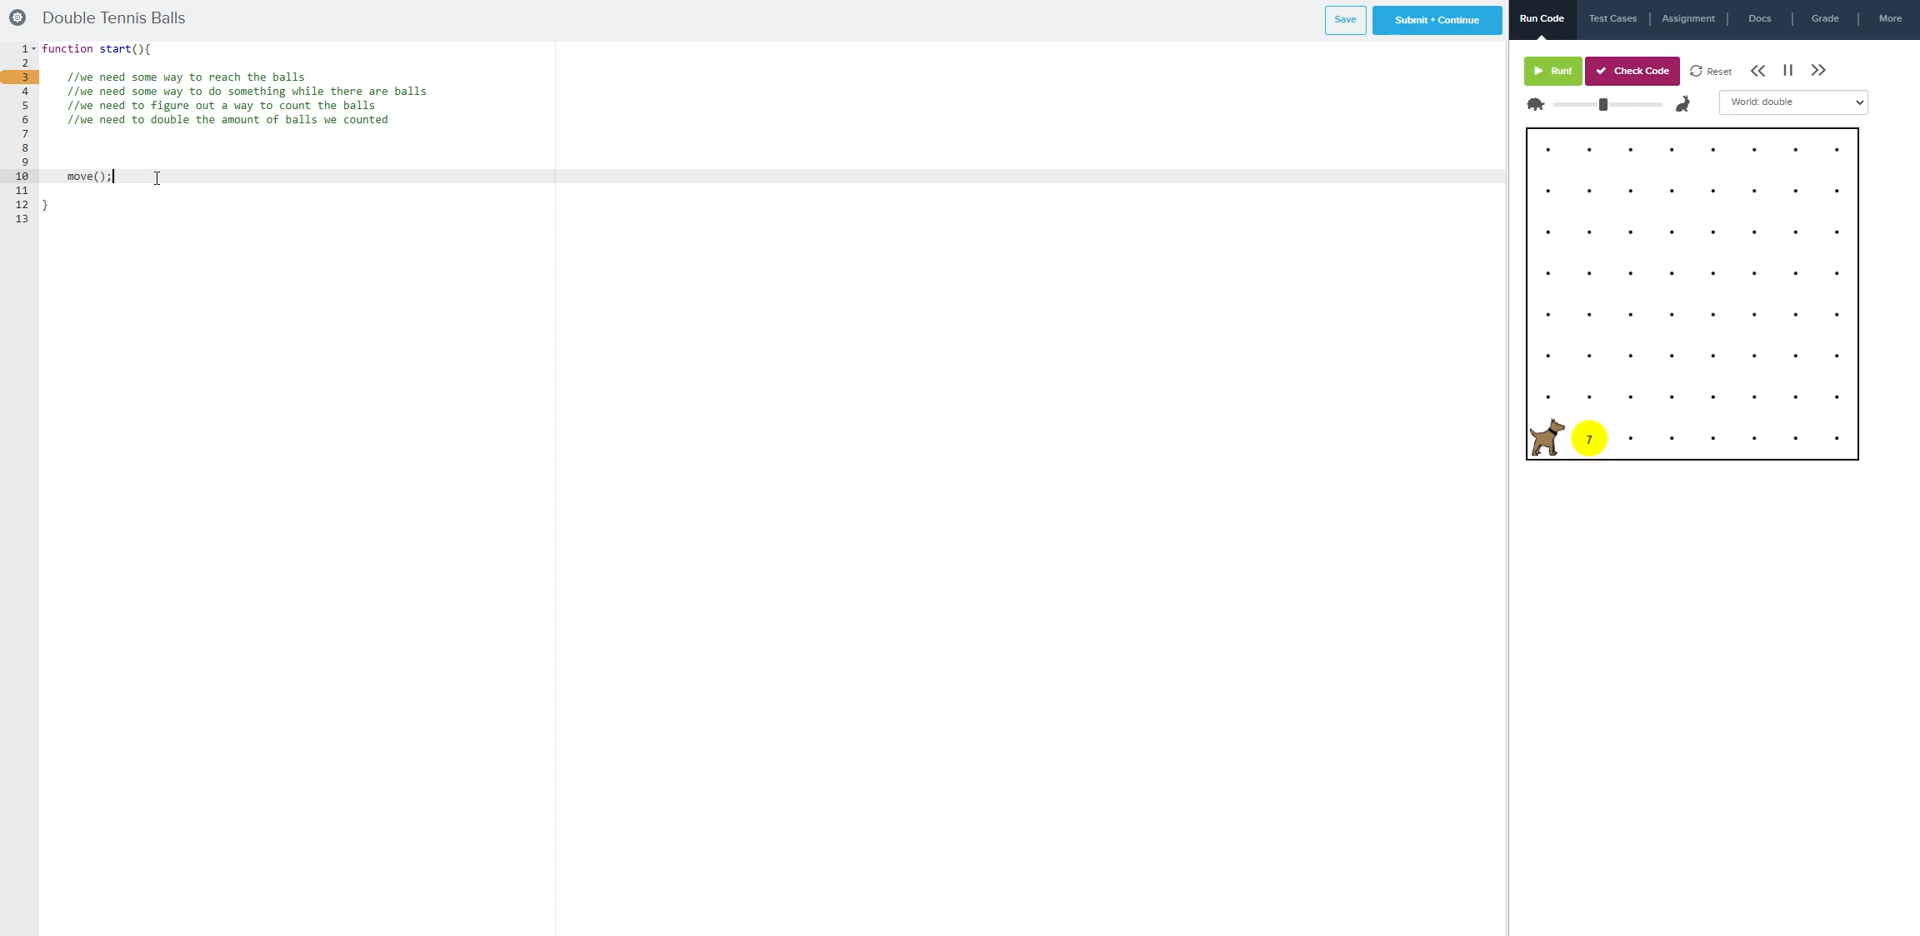 Double Tennis Balls
Save
Submit + Continue
Run Code
Test Cases
Assignment
Docs
Grade
More
1 function start(){
2
3 //we need some way to reach the balls
4 //we need some way to do something while there are balls
5 //we need to figure out a way to count the balls
6 //we need to double the amount of balls we counted
7
8
9
10 move();
11
12 }
13
Run!
Check Code
Reset
World: double
7